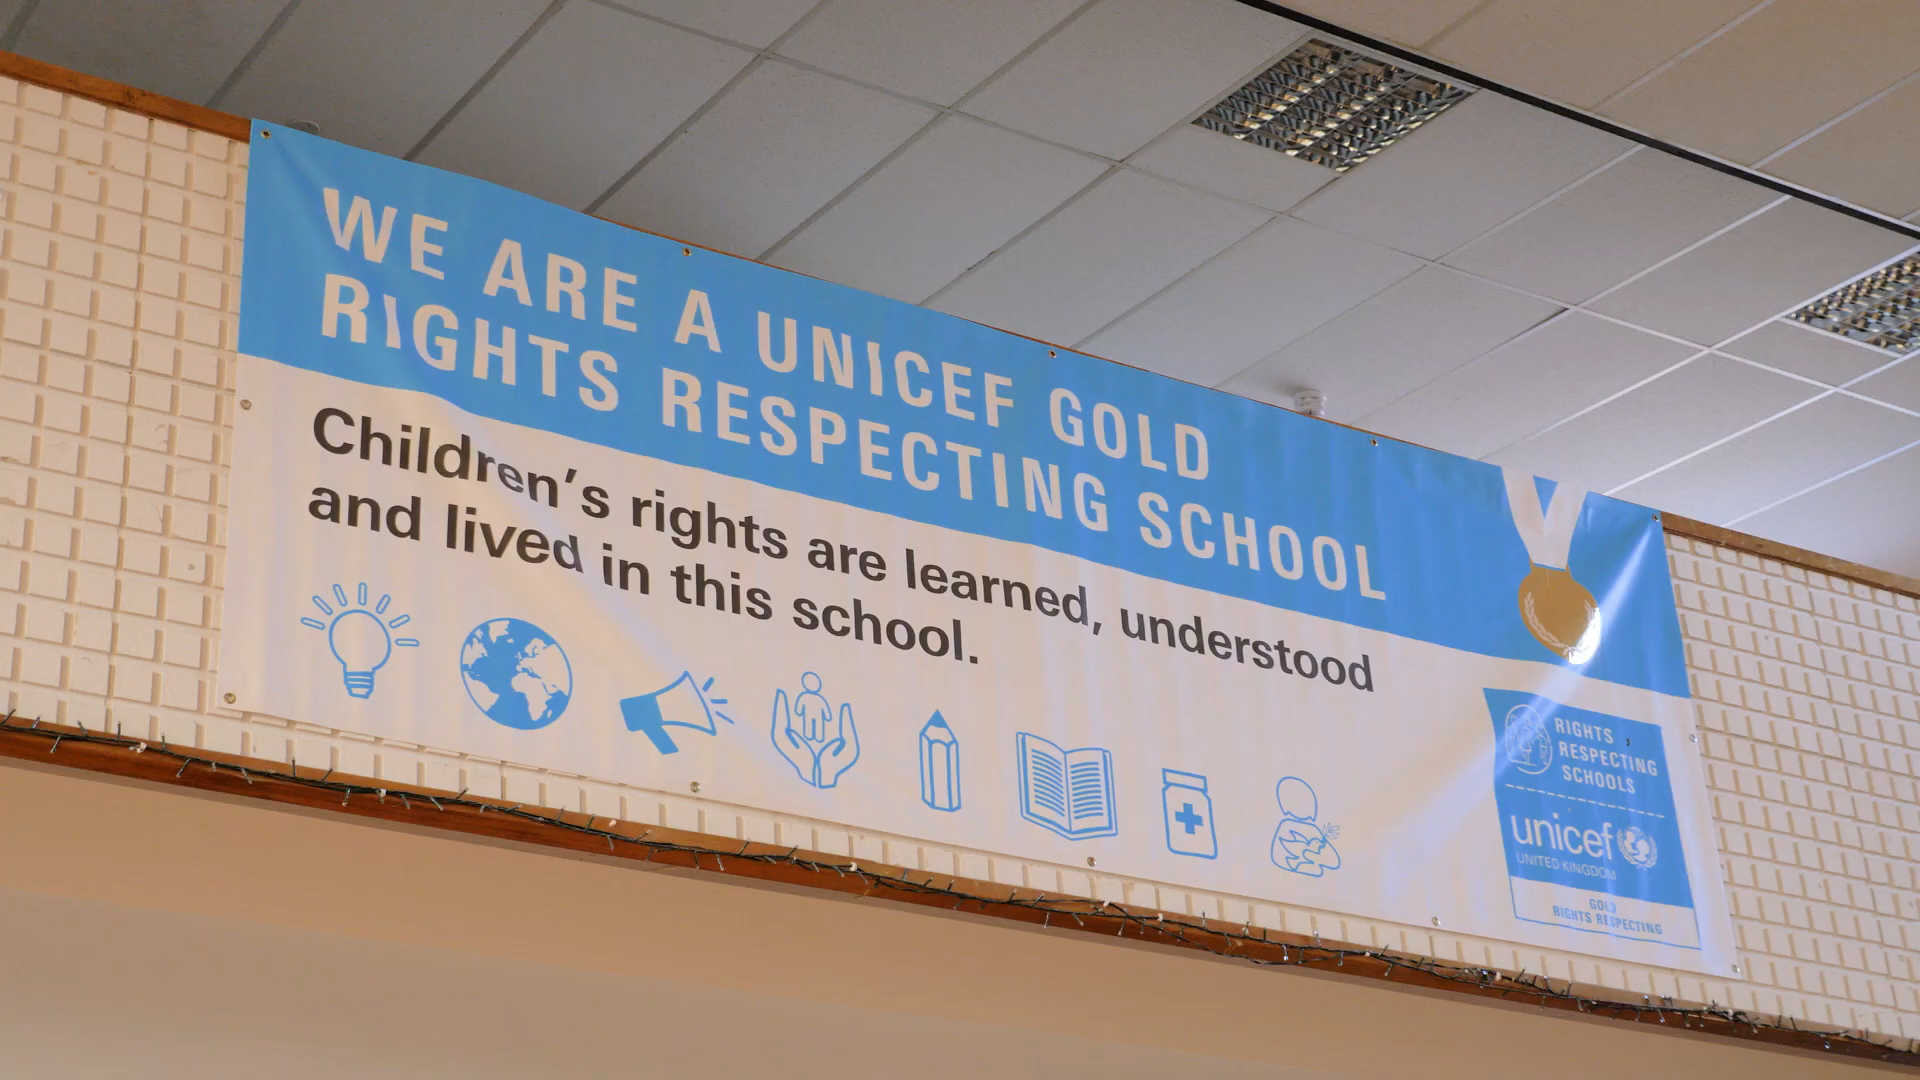 WE ARE A UNICEF GOLD
RIGHTS RESPECTING SCHOOL
Children's rights are learned, understood
and lived in this school.
RIGHTS
RESPECTING
SCHOOLS
unicef
UNITED KINGDOM
GOLD
RIGHTS RESPECTING